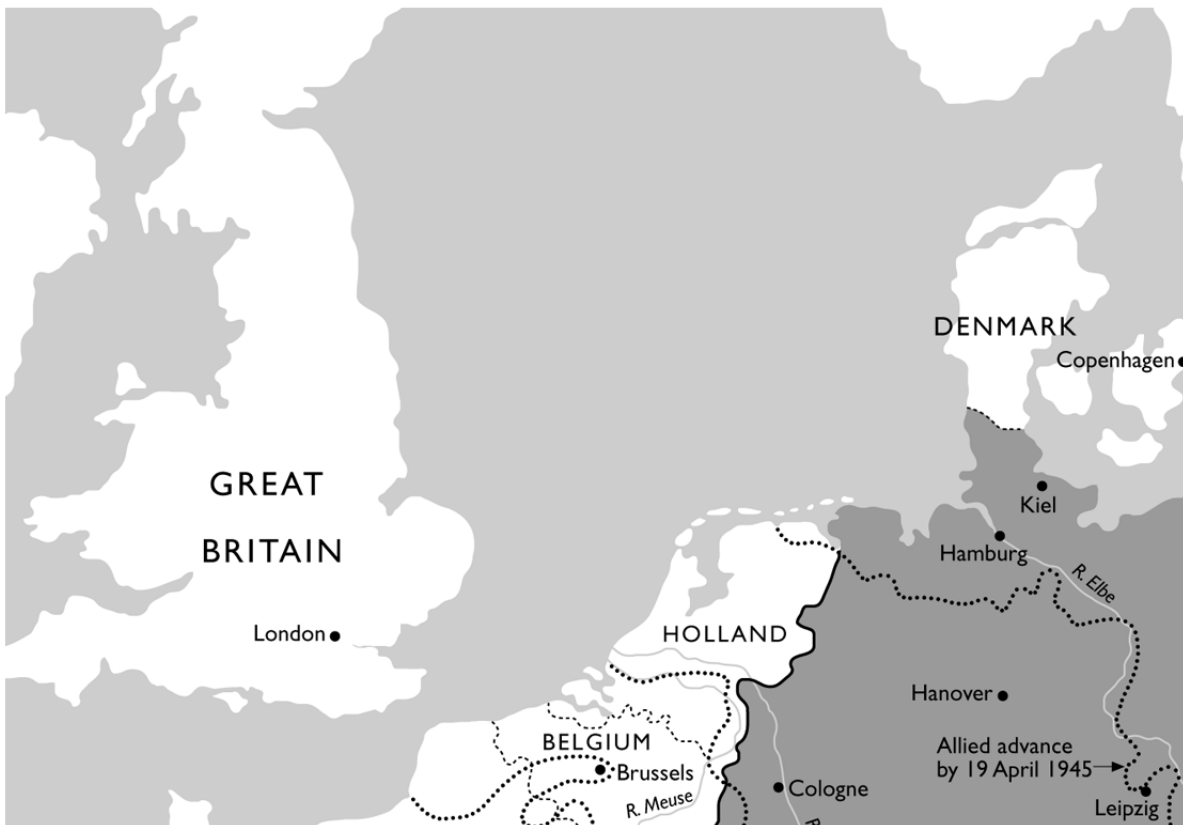 DENMARK
Copenhagen
GREAT
BRITAIN
Kiel
Hamburg
R. Elbe
London
HOLLAND
Hanover
BELGIUM
Allied advance
by 19 April 1945
Brussels
Cologne
R. Meuse
Leipzig